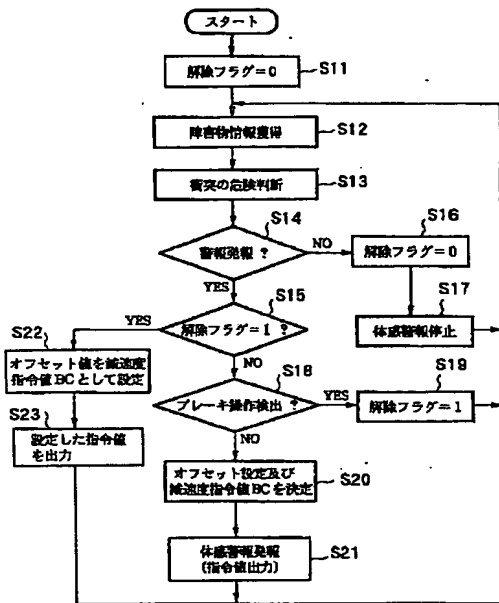 スタート
解除フラグ=0
S11
障害物情報獲得
S12
衝突の危険判断
S13
S14
警報発報 ?
NO
S16
解除フラグ=0
YES
S15
S17
体感警報停止
S22
YES
解除フラグ=1 ?
オフセット値を減速度
指令値BCとして設定
NO
S18
S19
S23
ブレーキ操作検出 ?
YES
解除フラグ=1
設定した指令値
を出力
NO
オフセット設定及び
減速度指令値BCを決定
S20
体感警報発報
(指令値出力)
S21